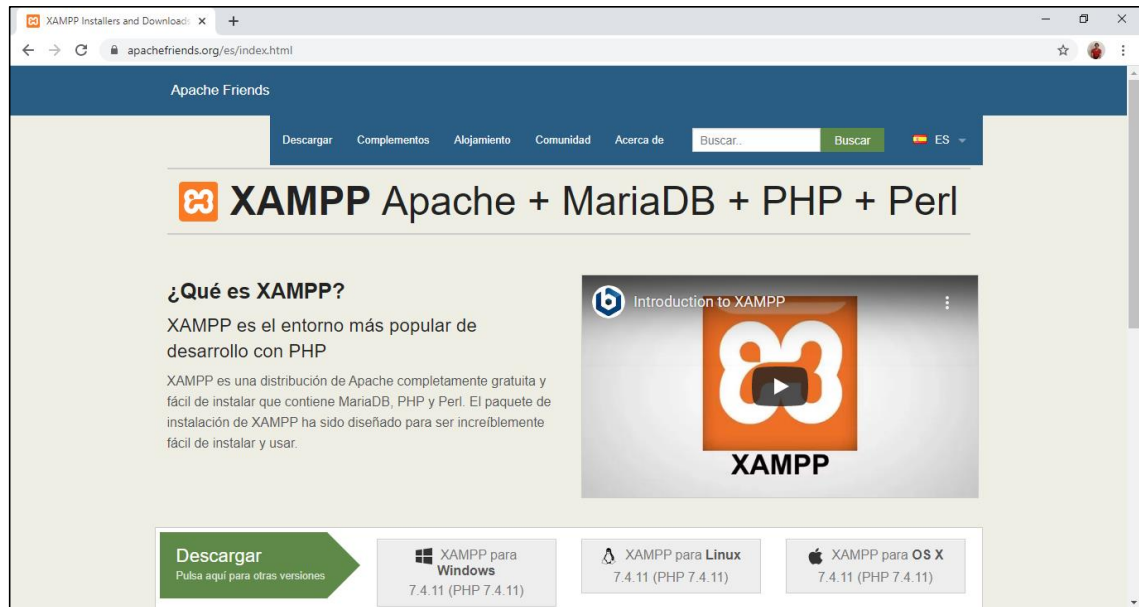 XAMPP Installers and Downloads
apachefriends.org/es/index.html
Apache Friends
Descargar Complementos Alojamiento Comunidad Acerca de Buscar... Buscar ES
XAMPP Apache + MariaDB + PHP + Perl
¿Qué es XAMPP?
XAMPP es el entorno más popular de
desarrollo con PHP
XAMPP es una distribución de Apache completamente gratuita y
fácil de instalar que contiene MariaDB, PHP y Perl. El paquete de
instalación de XAMPP ha sido diseñado para ser increíblemente
fácil de instalar y usar.
Introduction to XAMPP
XAMPP
Descargar
Pulsa aquí para otras versiones
XAMPP para
Windows
7.4.11 (PHP 7.4.11)
XAMPP para Linux
7.4.11 (PHP 7.4.11)
XAMPP para OS X
7.4.11 (PHP 7.4.11)